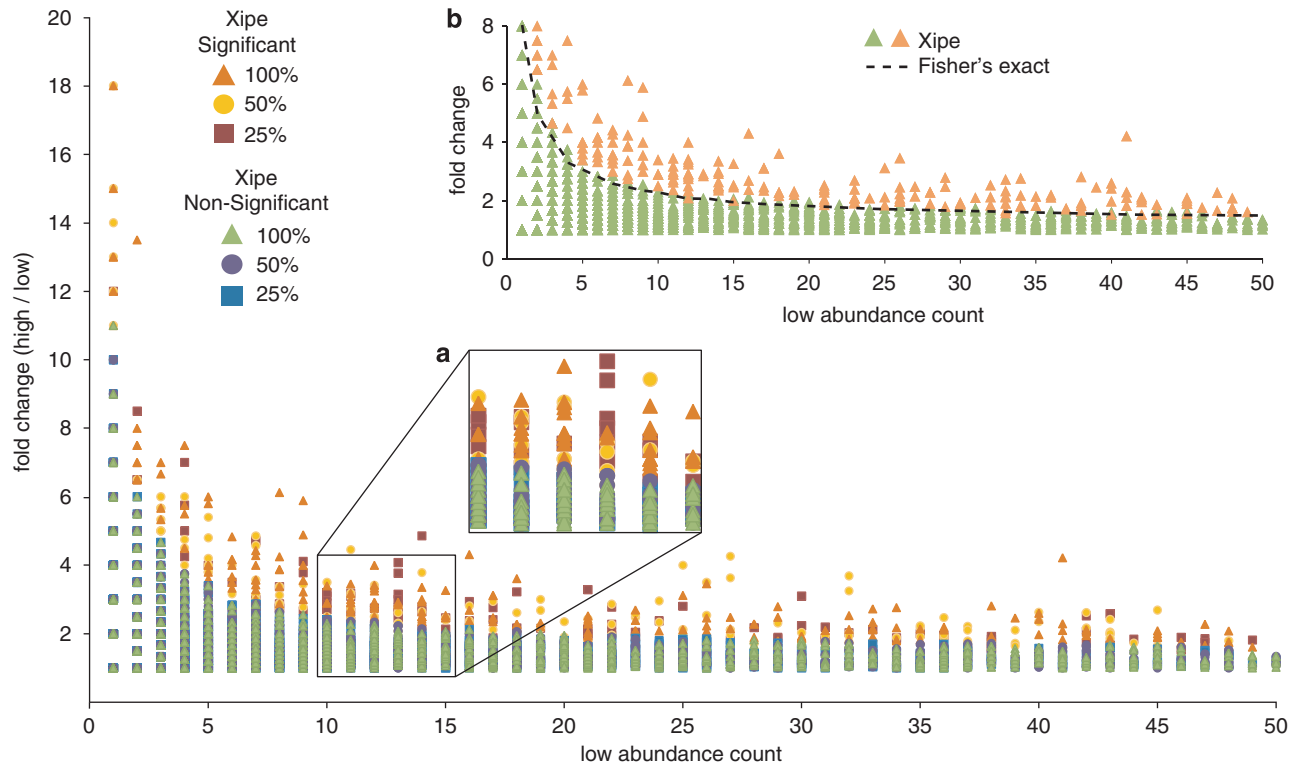 20
18
16
14
12
10
8
6
4
2
fold change (high / low)
Xipe
Significant
100%
50%
25%
Xipe
Non-Significant
100%
50%
25%
b
8
6
4
2
0
fold change
Xipe
Fisher's exact
0 5 10 15 20 25 30 35 40 45 50
low abundance count
a
0 5 10 15 20 25 30 35 40 45 50
low abundance count